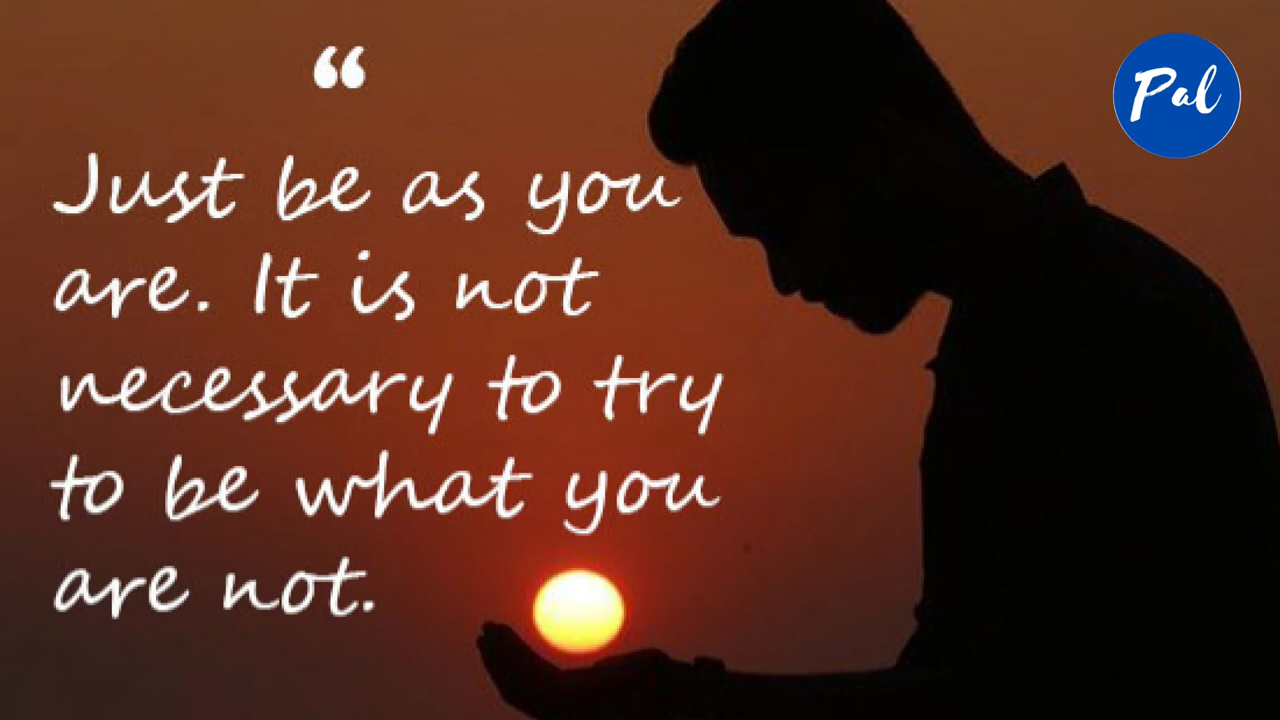 “
Just be as you
are. It is not
necessary to try
to be what you
are not.
Pal